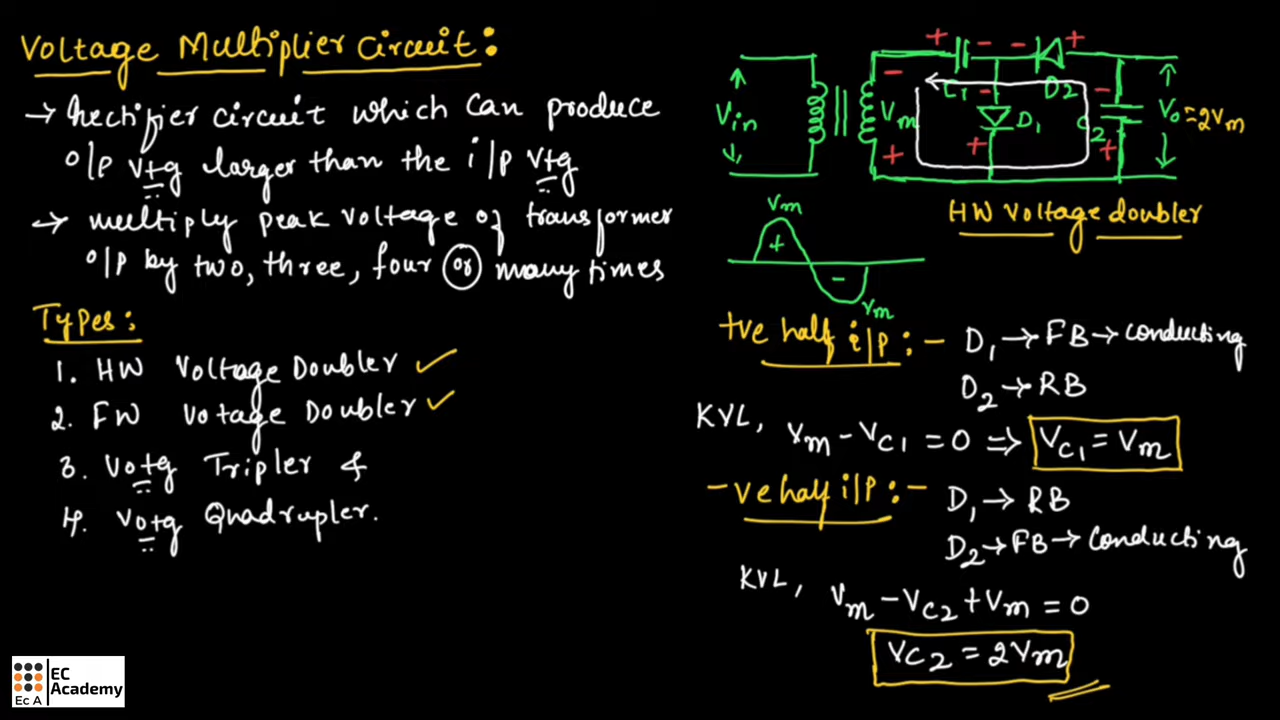 Voltage Multiplier Circuit:
→ Rectifier circuit which can produce
o/p vtg larger than the i/p vtg
→ multiply peak voltage of transformer
o/p by two, three, four or many times
Types:
1. HW Voltage Doubler ✓
2. FW Votage Doubler ✓
3. Votg Tripler &
4. Votg Quadrupler.
+ - - +
C1 D2
Vin - Vm - D1 - C2 Vo = 2Vm
+ + +
HW Voltage doubler
Vm
+
-
Vm
+ve half i/p :- D1 → FB → conducting
D2 → RB
KVL, Vm - VC1 = 0 ⇒ VC1 = Vm
-ve half i/p :- D1 → RB
D2 → FB → conducting
KVL, Vm - VC2 + Vm = 0
VC2 = 2Vm
EC
Academy
EC A